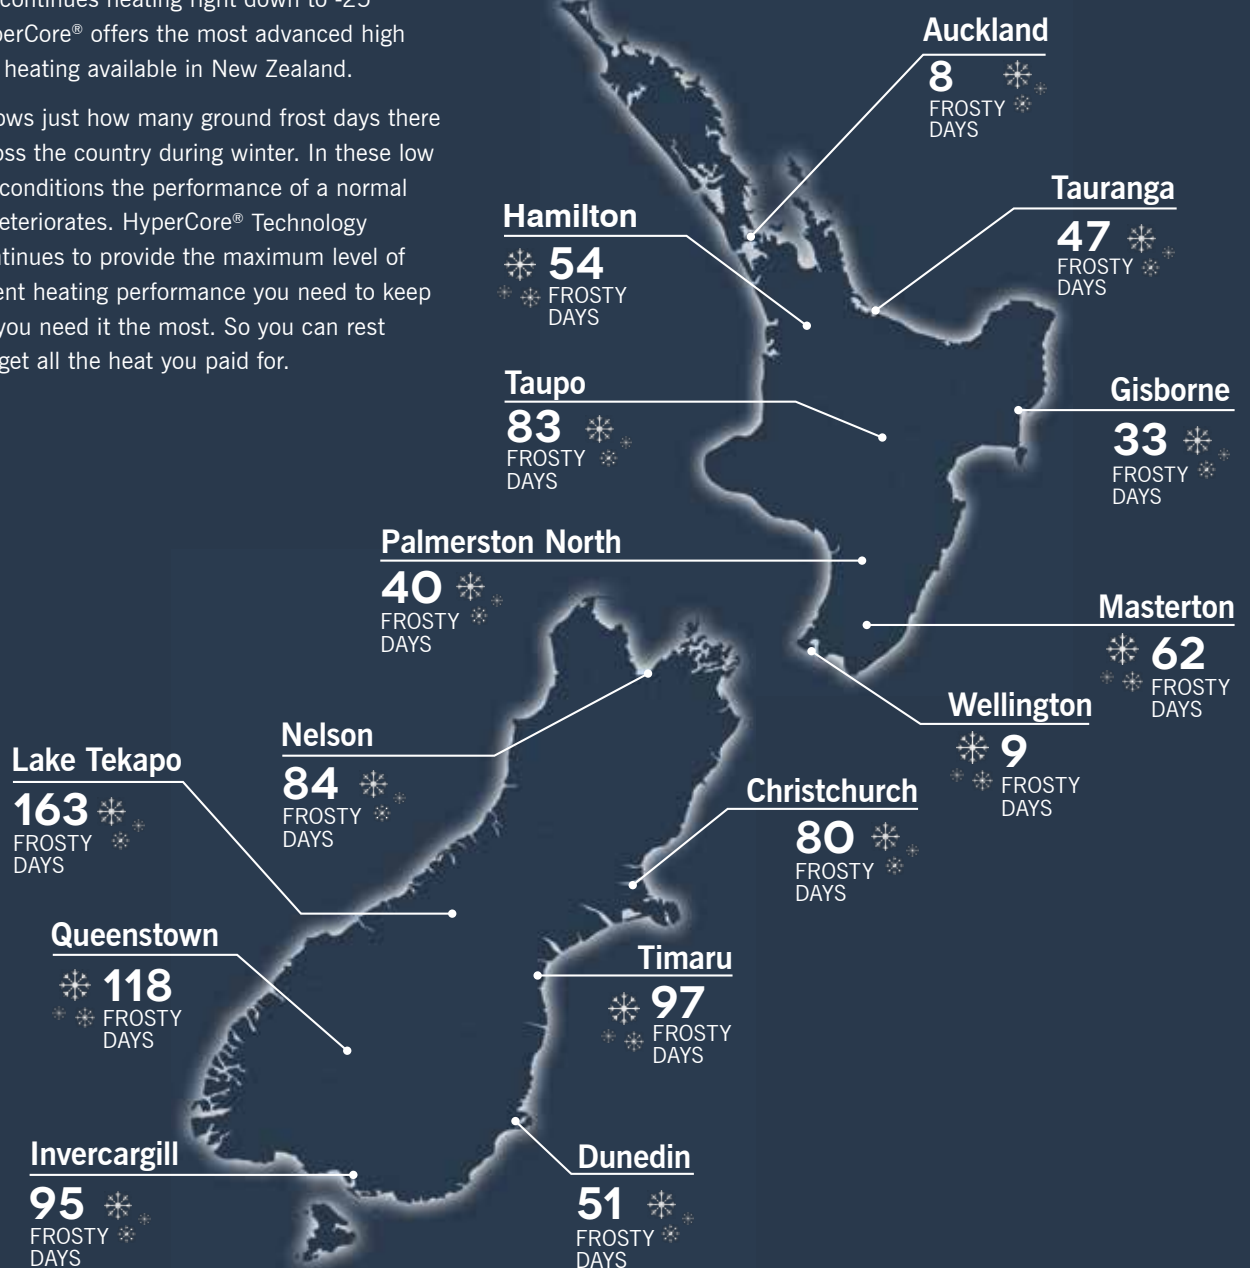 continues heating right down to -25
perCore® offers the most advanced high
heating available in New Zealand.
ows just how many ground frost days there
oss the country during winter. In these low
conditions the performance of a normal
eteriorates. HyperCore® Technology
tinues to provide the maximum level of
ent heating performance you need to keep
you need it the most. So you can rest
get all the heat you paid for.
Auckland
8
FROSTY
DAYS
Tauranga
47
FROSTY
DAYS
Hamilton
54
FROSTY
DAYS
Taupo
83
FROSTY
DAYS
Gisborne
33
FROSTY
DAYS
Palmerston North
40
FROSTY
DAYS
Masterton
62
FROSTY
DAYS
Wellington
9
FROSTY
DAYS
Nelson
84
FROSTY
DAYS
Lake Tekapo
163
FROSTY
DAYS
Christchurch
80
FROSTY
DAYS
Queenstown
118
FROSTY
DAYS
Timaru
97
FROSTY
DAYS
Invercargill
95
FROSTY
DAYS
Dunedin
51
FROSTY
DAYS